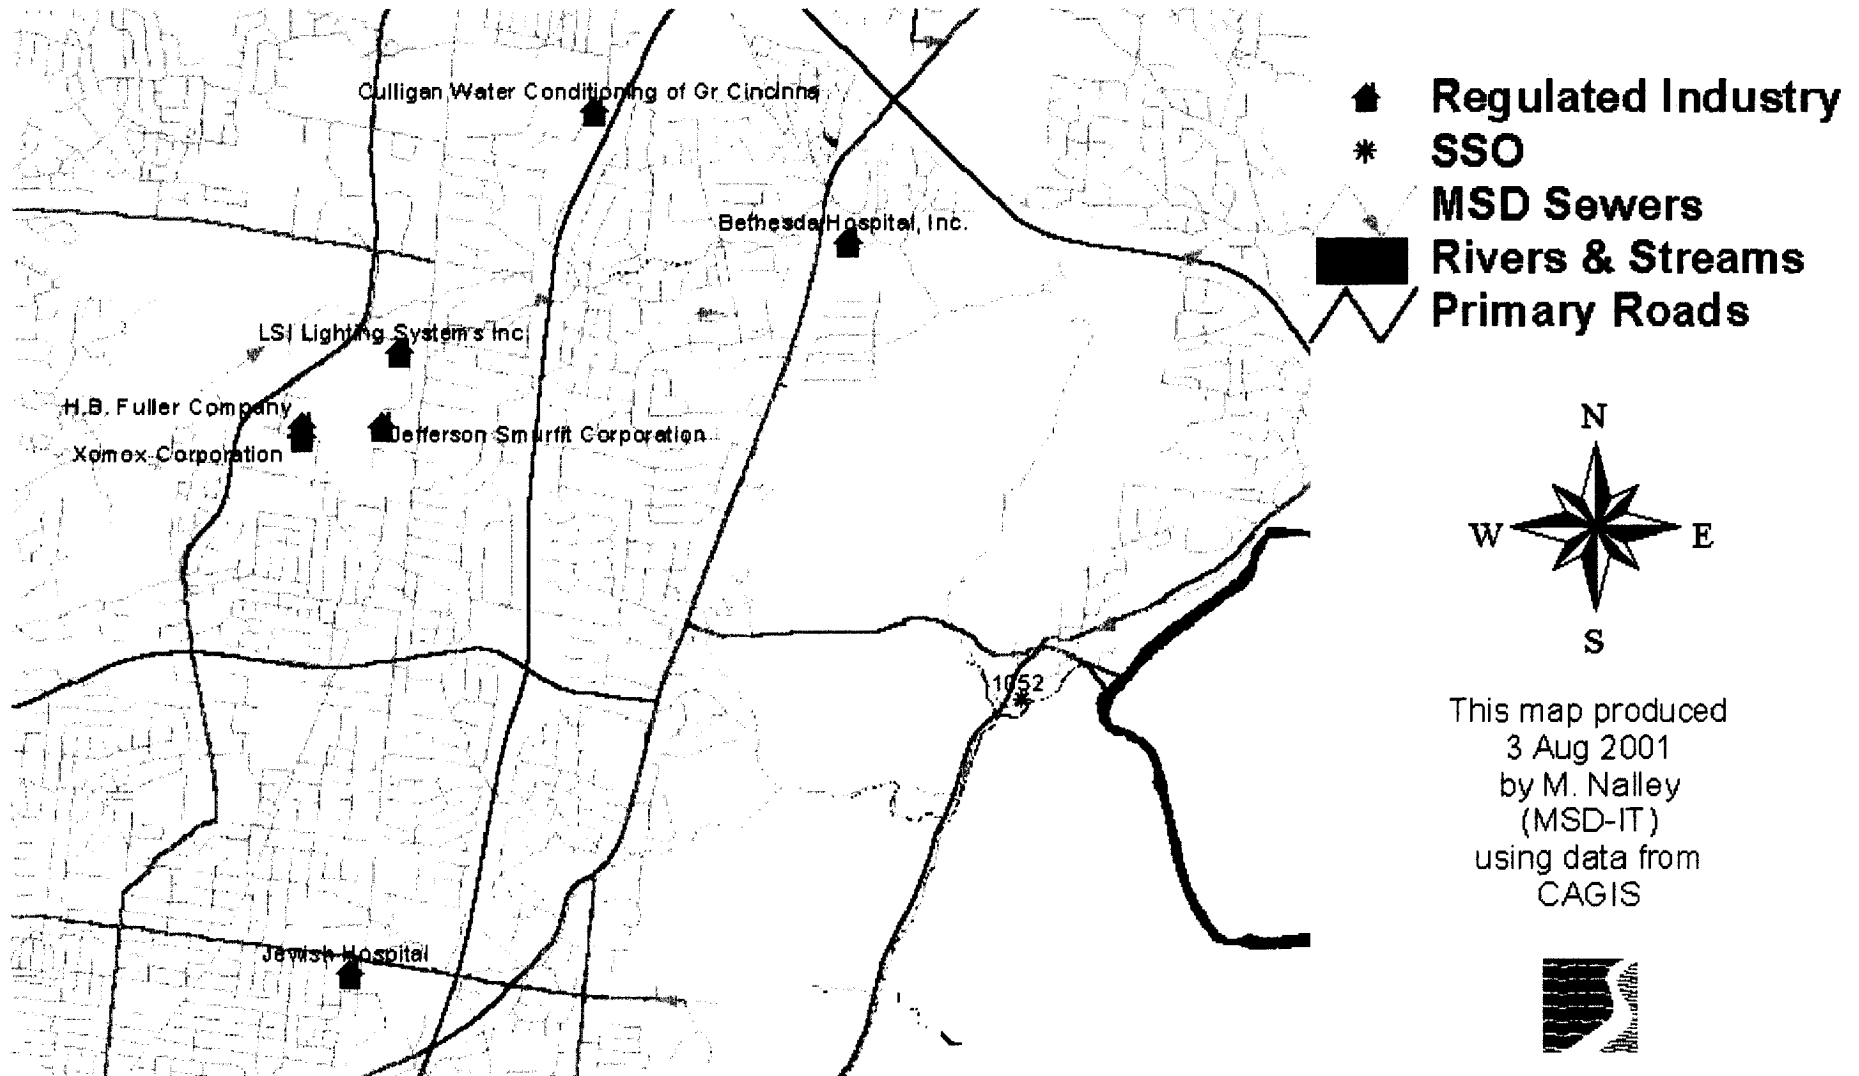 Culligan Water Conditioning of Gr Cincinna
Bethesda Hospital, Inc.
LSI Lighting Systems Inc
H.B. Fuller Company
Jefferson Smurfit Corporation
Xomox Corporation
1052
Jewish Hospital
Regulated Industry
SSO
MSD Sewers
Rivers & Streams
Primary Roads
N
W E
S
This map produced
3 Aug 2001
by M. Nalley
(MSD-IT)
using data from
CAGIS